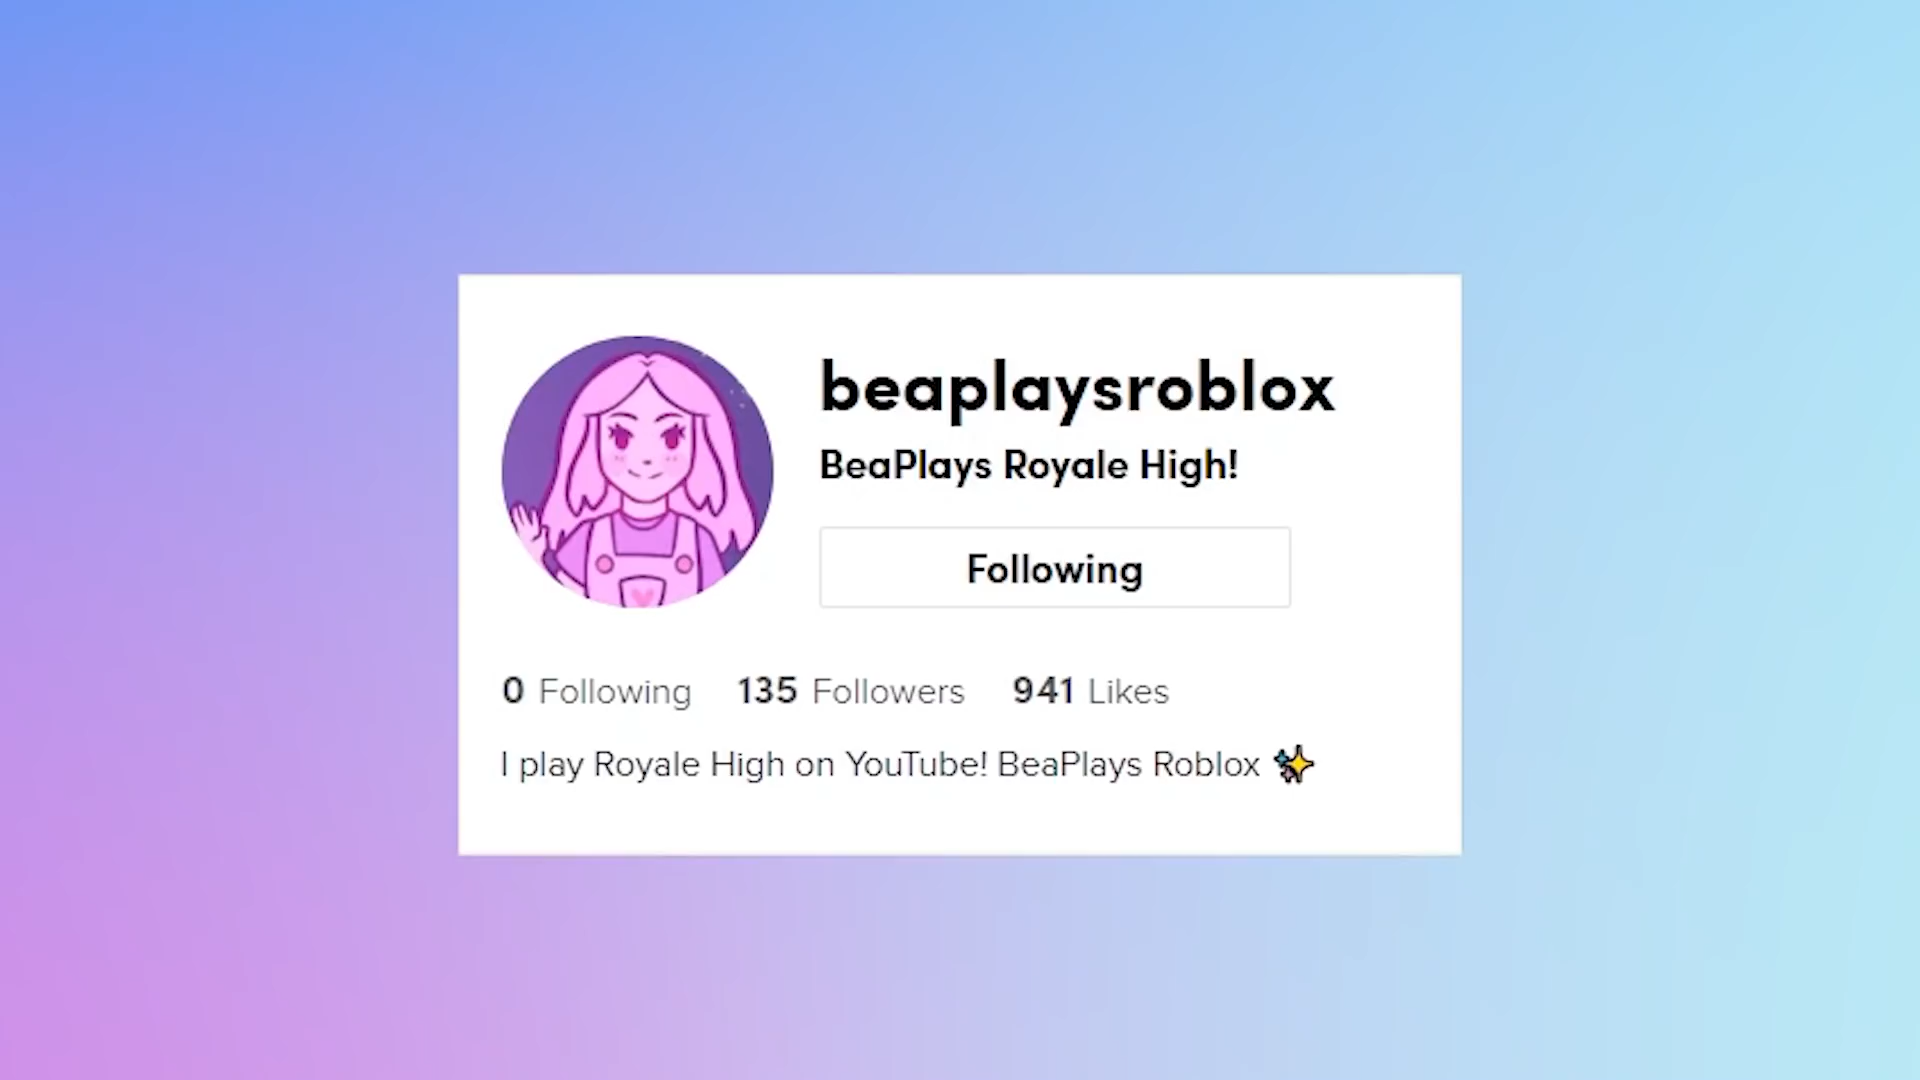 beaplaysroblox
BeaPlays Royale High!
Following
0 Following 135 Followers 941 Likes
I play Royale High on YouTube! BeaPlays Roblox ✨